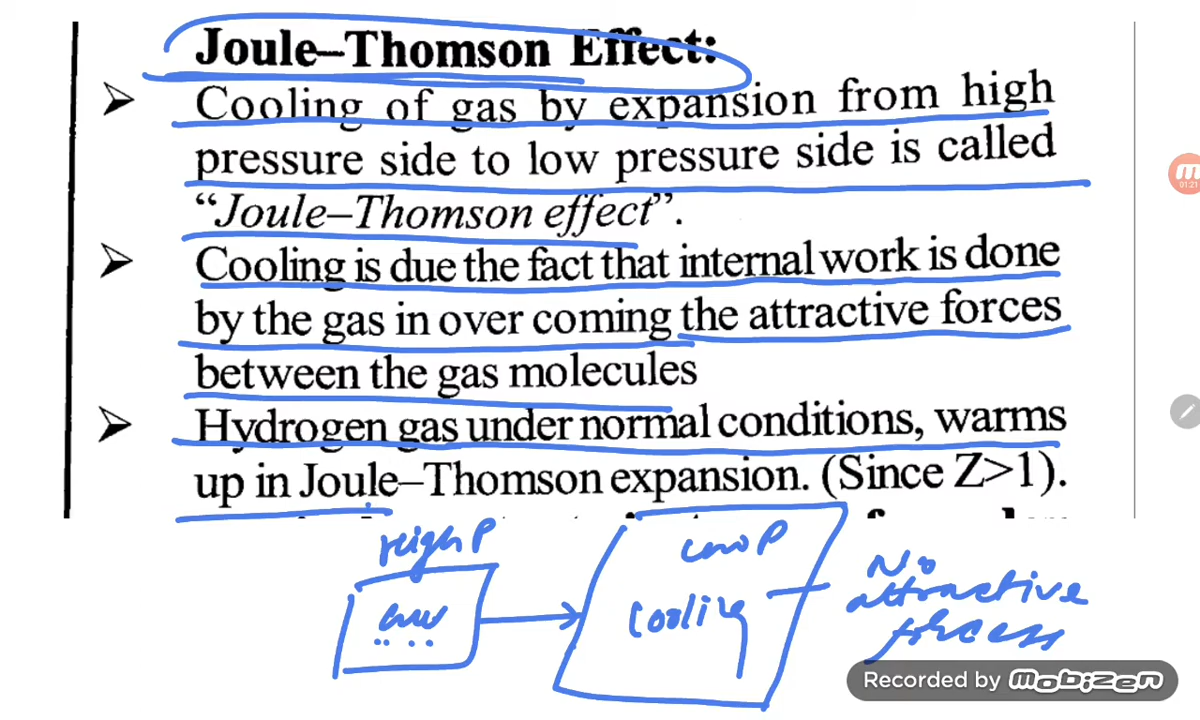 Joule–Thomson Effect:
➤ Cooling of gas by expansion from high
pressure side to low pressure side is called
“Joule–Thomson effect”.
➤ Cooling is due the fact that internal work is done
by the gas in over coming the attractive forces
between the gas molecules
➤ Hydrogen gas under normal conditions, warms
up in Joule–Thomson expansion. (Since Z>1).
High P
Low P
Cooling
No
attractive
forces
Recorded by mobizen
01:21